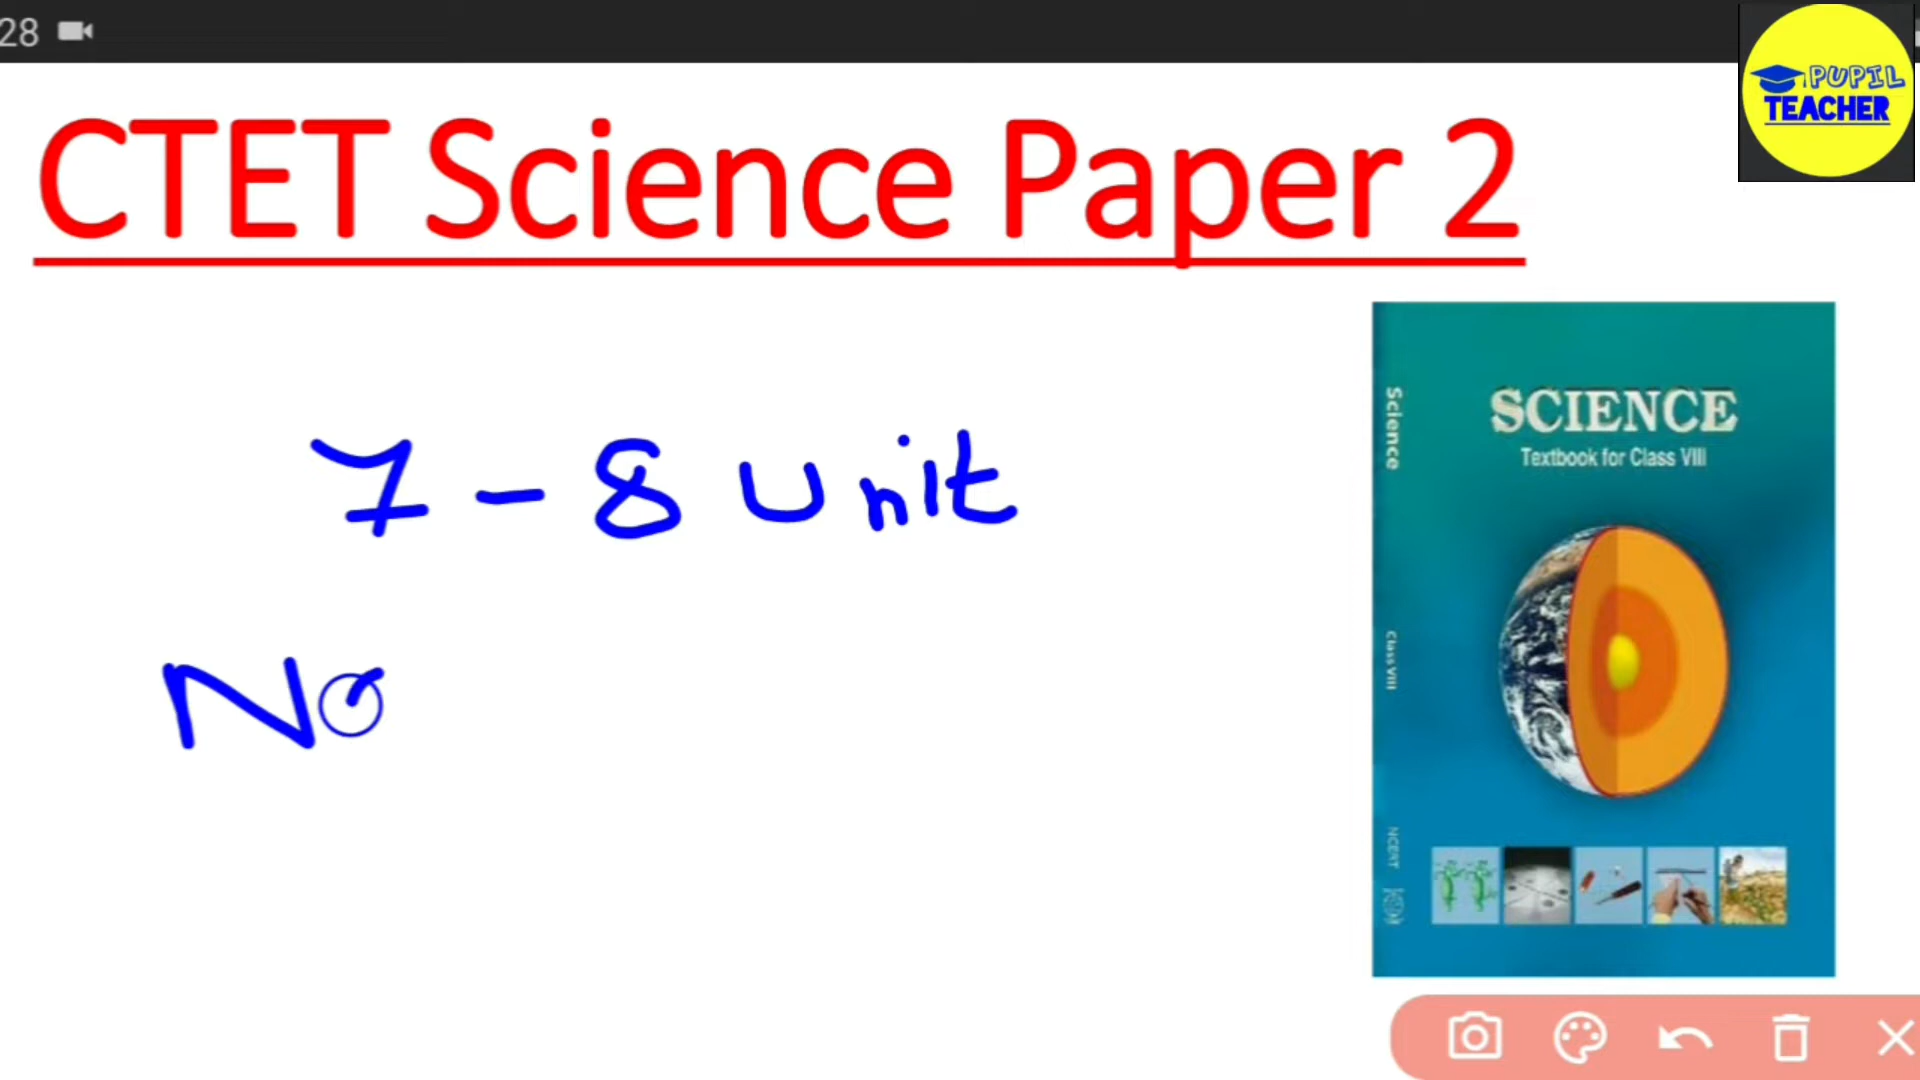 28
PUPIL
TEACHER
CTET Science Paper 2
7-8 Unit
No
SCIENCE
Textbook for Class VIII
Science
Class VIII
NCERT